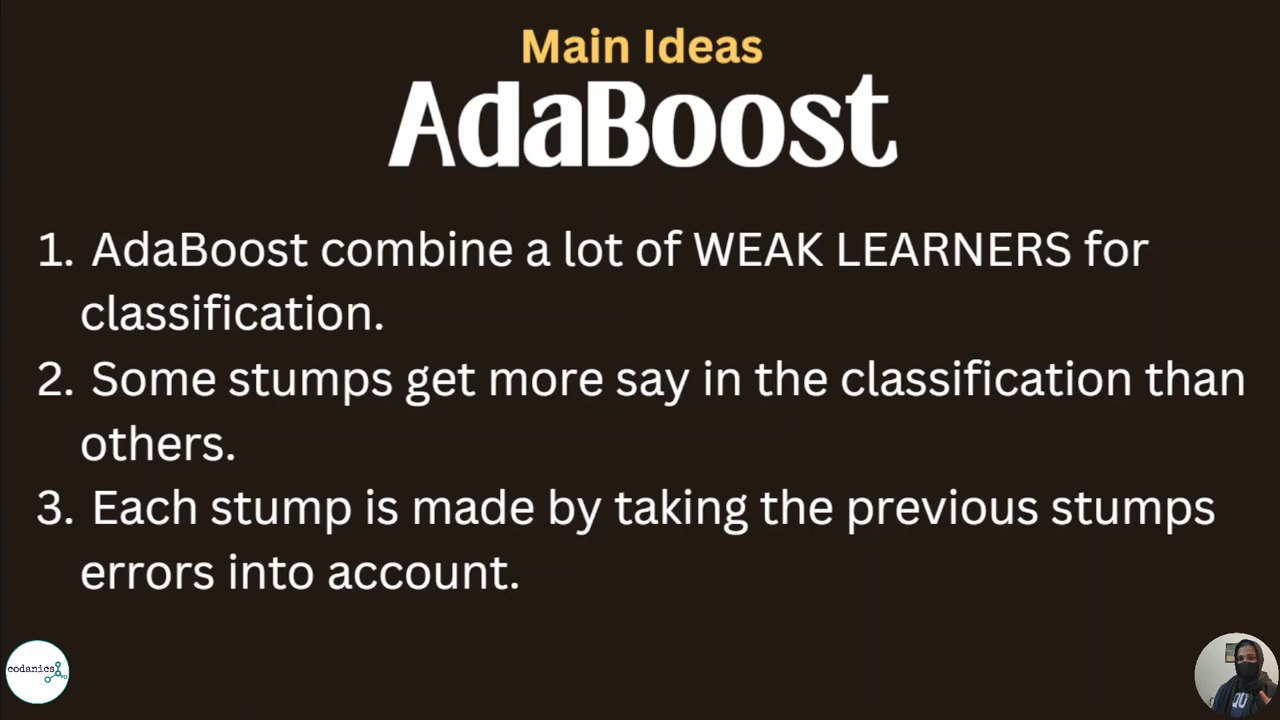 Main Ideas
AdaBoost
1. AdaBoost combine a lot of WEAK LEARNERS for
classification.
2. Some stumps get more say in the classification than
others.
3. Each stump is made by taking the previous stumps
errors into account.
codanics